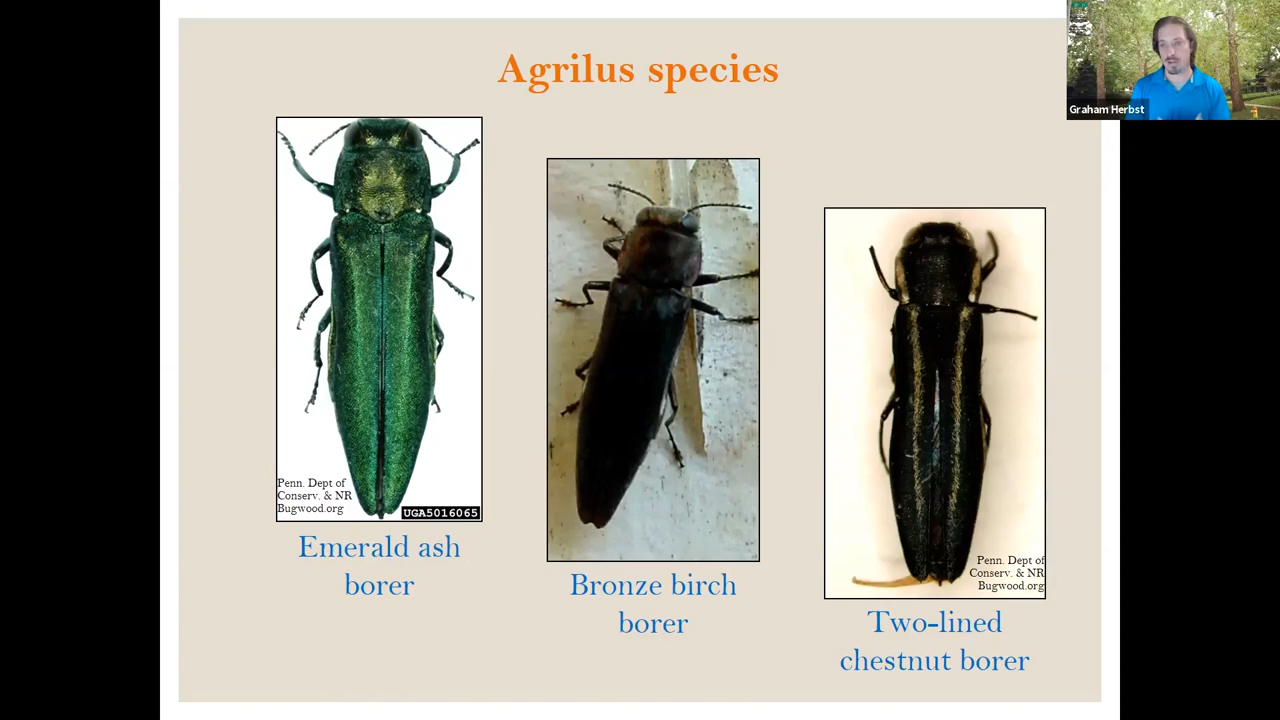 Agrilus species
Graham Herbst
Penn. Dept of
Conserv. & NR
Bugwood.org
UGA5016065
Emerald ash
borer
Bronze birch
borer
Penn. Dept of
Conserv. & NR
Bugwood.org
Two-lined
chestnut borer